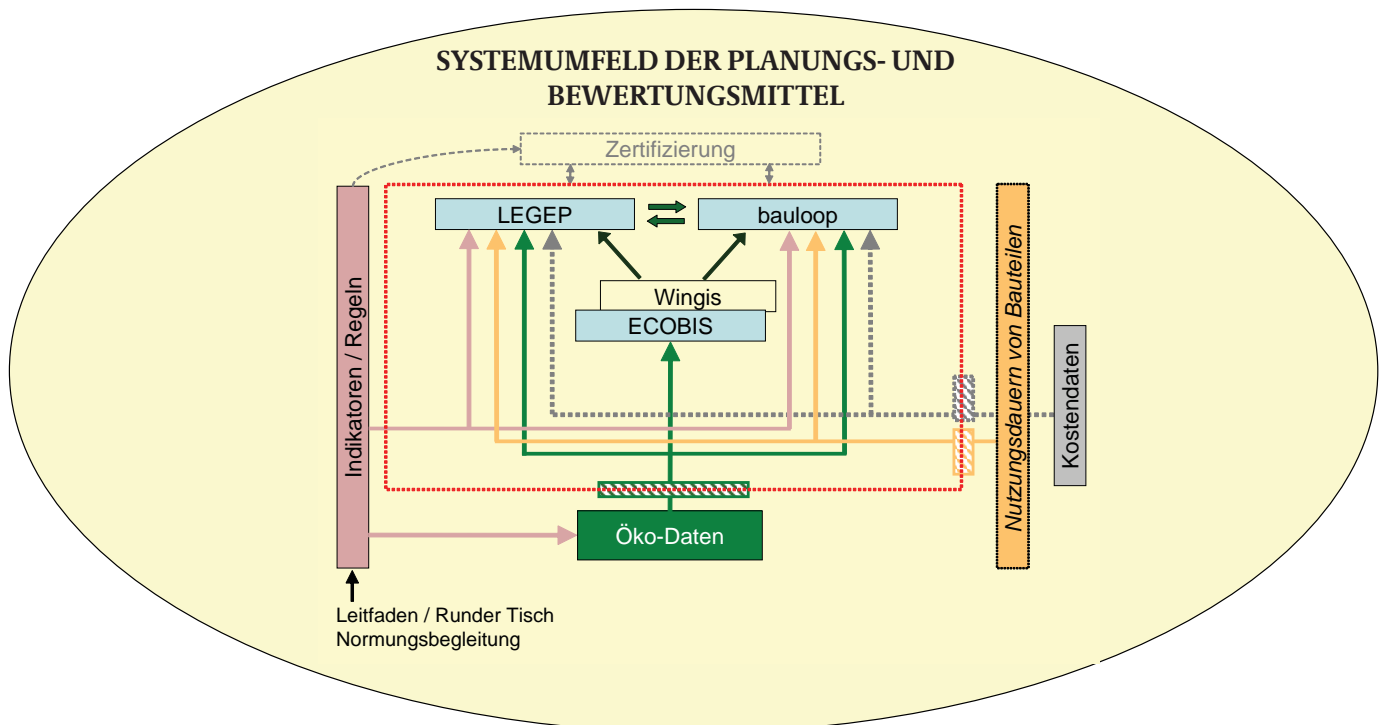 SYSTEMUMFELD DER PLANUNGS- UND
BEWERTUNGSMITTEL
Zertifizierung
LEGEP
bauloop
Wingis
ECOBIS
Indikatoren / Regeln
Nutzungsdauern von Bauteilen
Kostendaten
Öko-Daten
Leitfaden / Runder Tisch
Normungsbegleitung